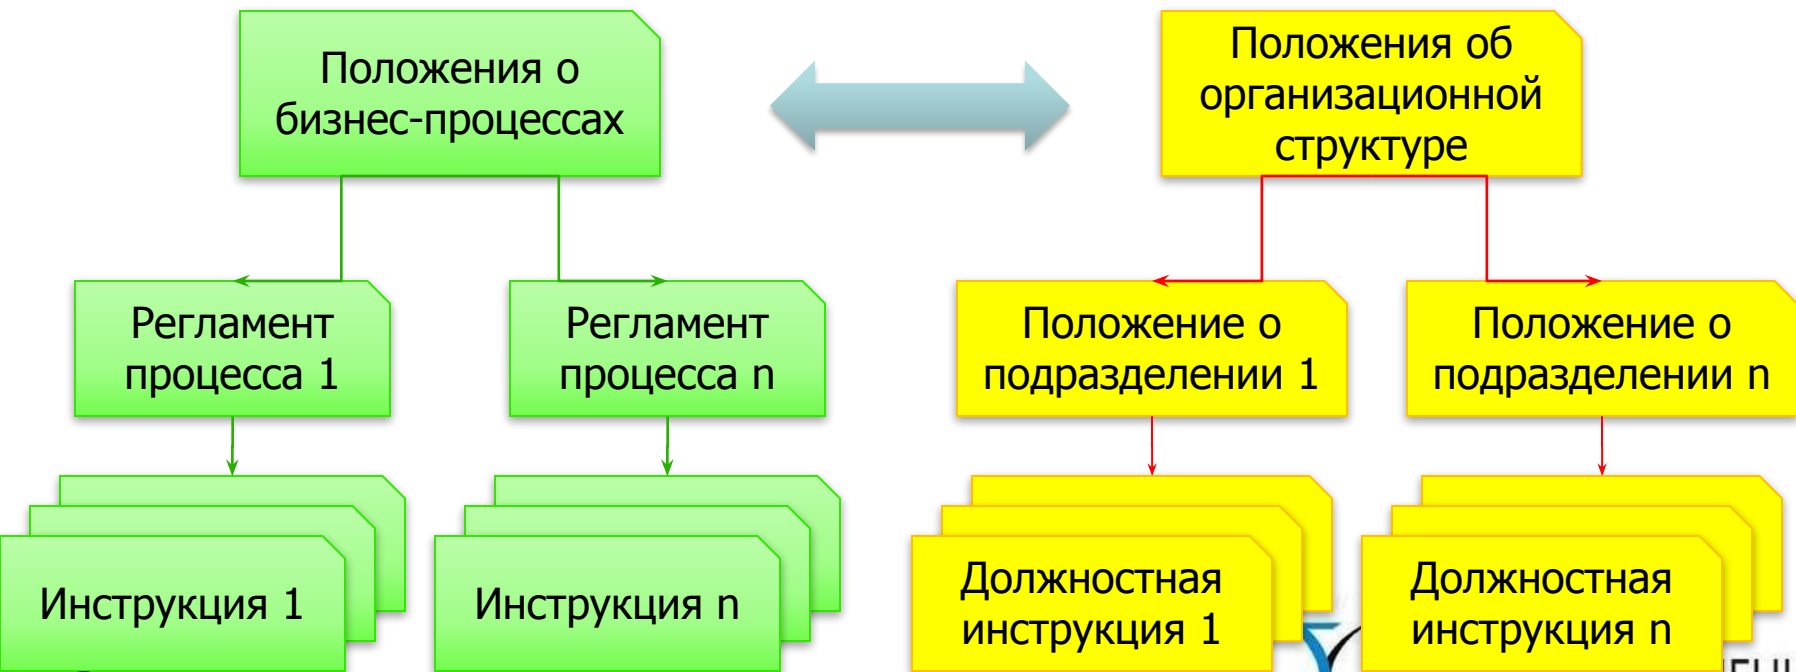 Положения о
бизнес-процессах
Положения об
организационной
структуре
Регламент
процесса 1
Регламент
процесса n
Положение о
подразделении 1
Положение о
подразделении n
Инструкция 1
Инструкция n
Должностная
инструкция 1
Должностная
инструкция n